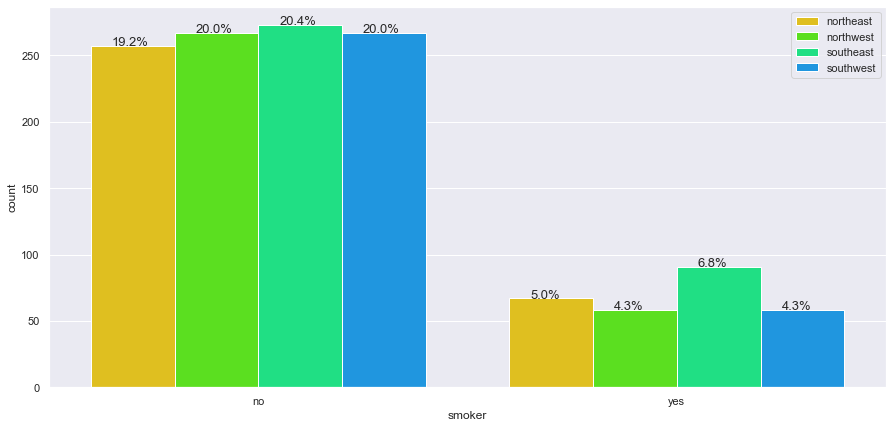 19.2%
20.0%
20.4%
20.0%
5.0%
4.3%
6.8%
4.3%
northeast
northwest
southeast
southwest
250
200
150
100
50
0
count
no
yes
smoker